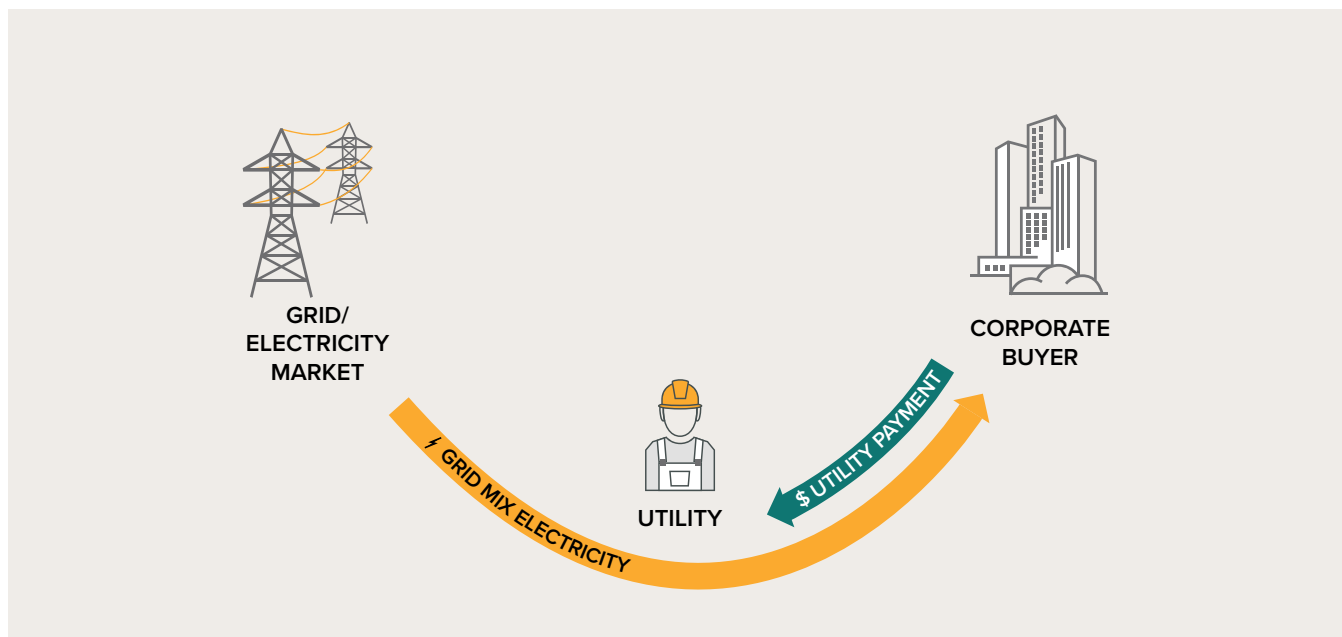 GRID/
ELECTRICITY
MARKET
CORPORATE
BUYER
UTILITY
GRID MIX ELECTRICITY
$ UTILITY PAYMENT